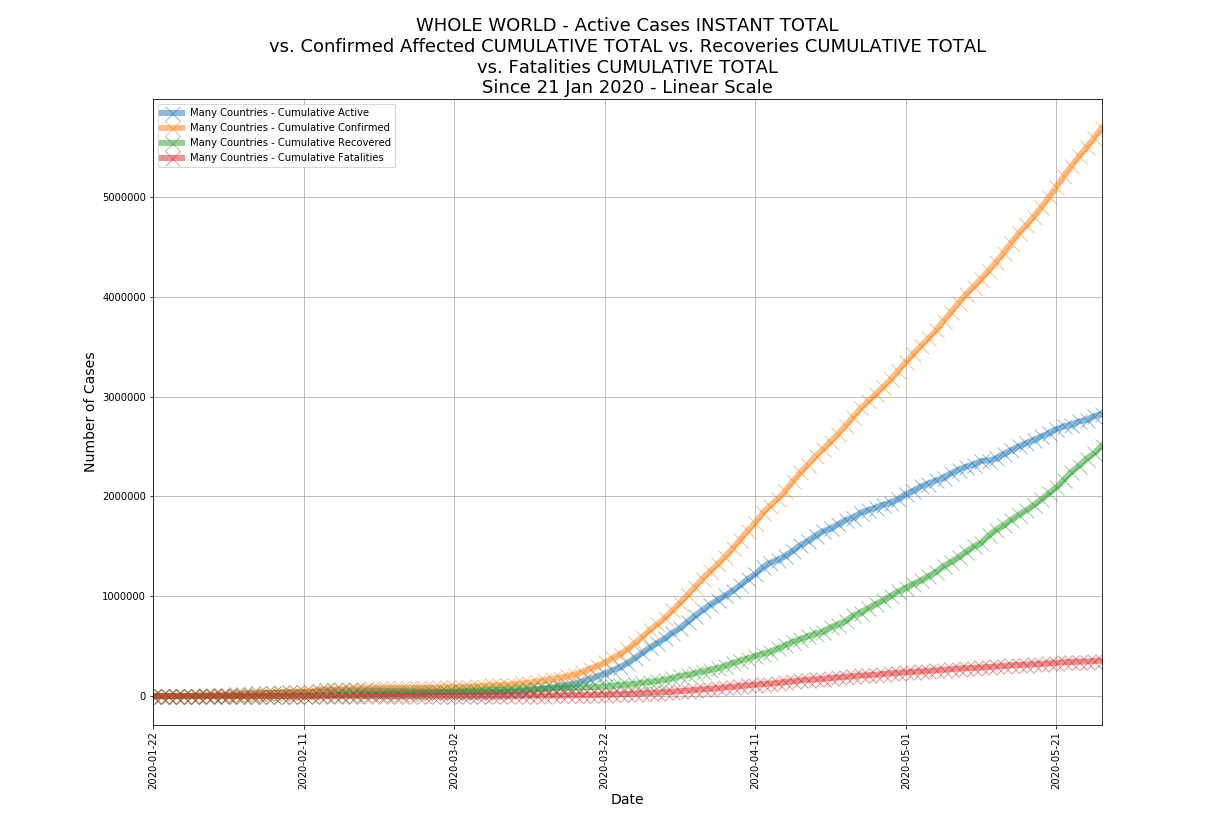 WHOLE WORLD - Active Cases INSTANT TOTAL
vs. Confirmed Affected CUMULATIVE TOTAL vs. Recoveries CUMULATIVE TOTAL
vs. Fatalities CUMULATIVE TOTAL
Since 21 Jan 2020 - Linear Scale
Many Countries - Cumulative Active
Many Countries - Cumulative Confirmed
Many Countries - Cumulative Recovered
Many Countries - Cumulative Fatalities
Number of Cases
5000000
4000000
3000000
2000000
1000000
0
2020-01-22
2020-02-11
2020-03-02
2020-03-22
2020-04-11
2020-05-01
2020-05-21
Date